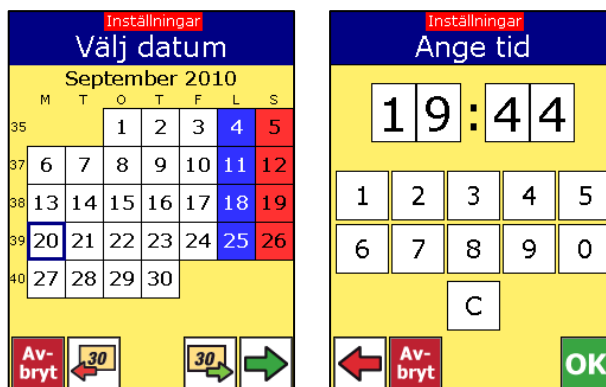 Inställningar
Välj datum
September 2010
M T O T F L S
35 1 2 3 4 5
37 6 7 8 9 10 11 12
38 13 14 15 16 17 18 19
39 20 21 22 23 24 25 26
40 27 28 29 30
Av-
bryt
30
30
Inställningar
Ange tid
19:44
1 2 3 4 5
6 7 8 9 0
C
Av-
bryt
OK